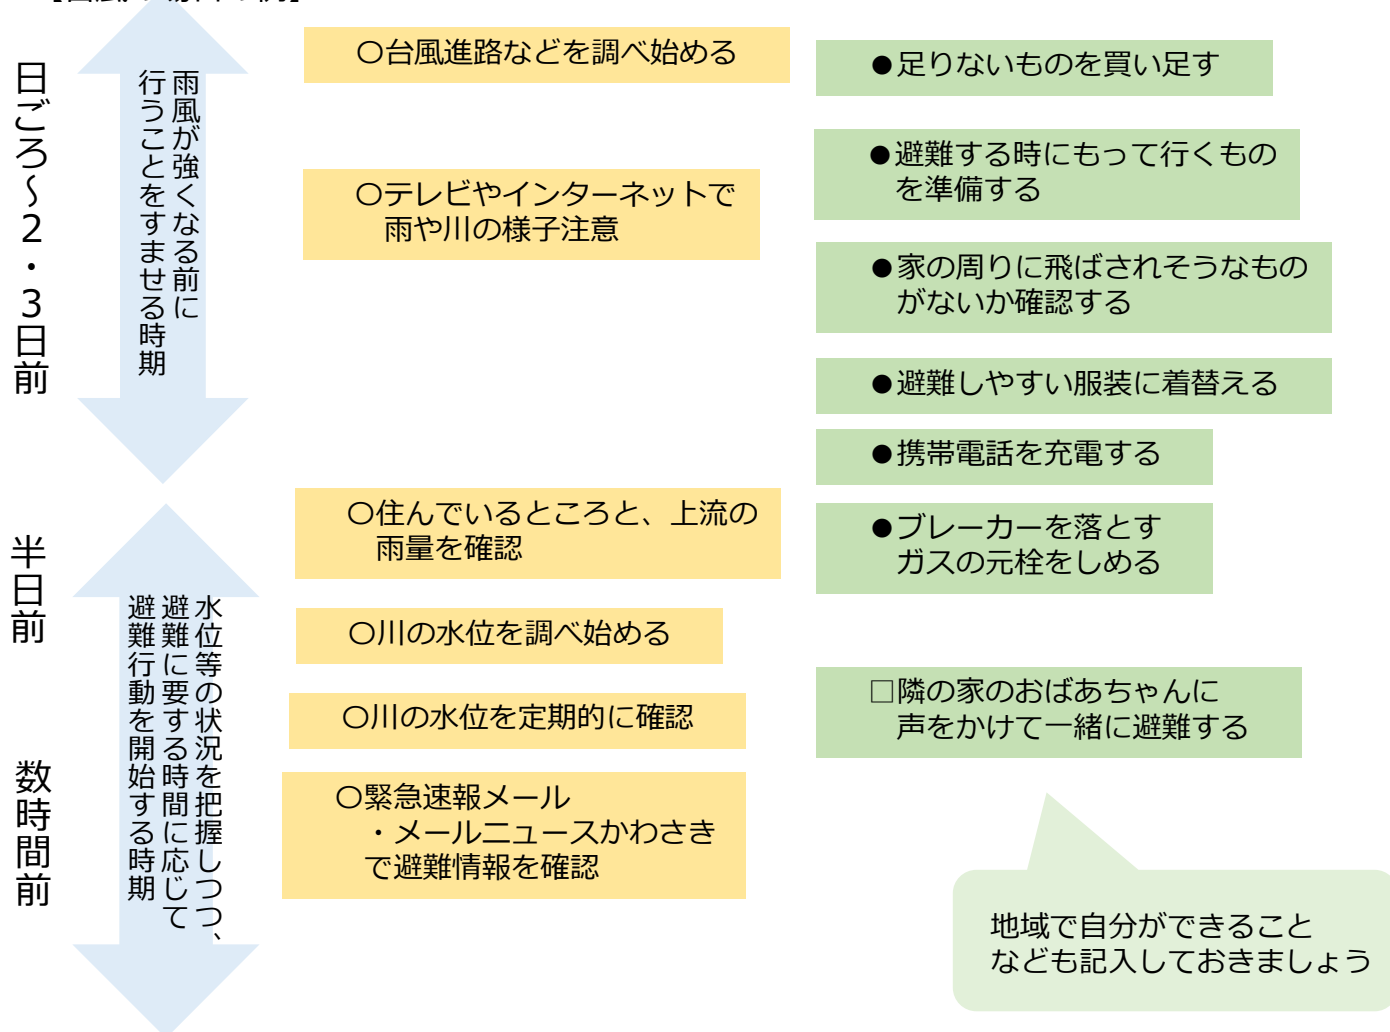 日ごろ～2・3日前
雨風が強くなる前に
行うことをすませる時期
〇台風進路などを調べ始める
〇テレビやインターネットで
雨や川の様子注意
●足りないものを買い足す
●避難する時にもって行くもの
を準備する
●家の周りに飛ばされそうなもの
がないか確認する
●避難しやすい服装に着替える
●携帯電話を充電する
半日前
数時間前
水位等の状況を把握しつつ、
避難に要する時間に応じて
避難行動を開始する時期
〇住んでいるところと、上流の
雨量を確認
〇川の水位を調べ始める
〇川の水位を定期的に確認
〇緊急速報メール
・メールニュースかわさき
で避難情報を確認
●ブレーカーを落とす
ガスの元栓をしめる
□隣の家のおばあちゃんに
声をかけて一緒に避難する
地域で自分ができること
なども記入しておきましょう